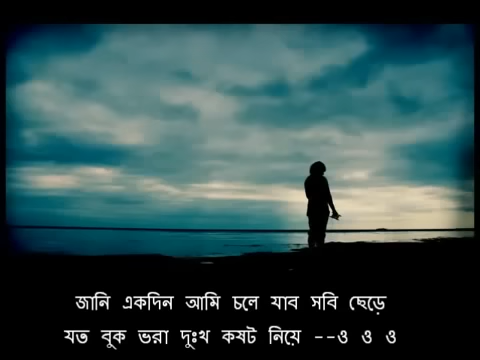 জানি একদিন আমি চলে যাব সবি ছেড়ে
যত বুক ভরা দুঃখ কষট নিয়ে --ও ও ও